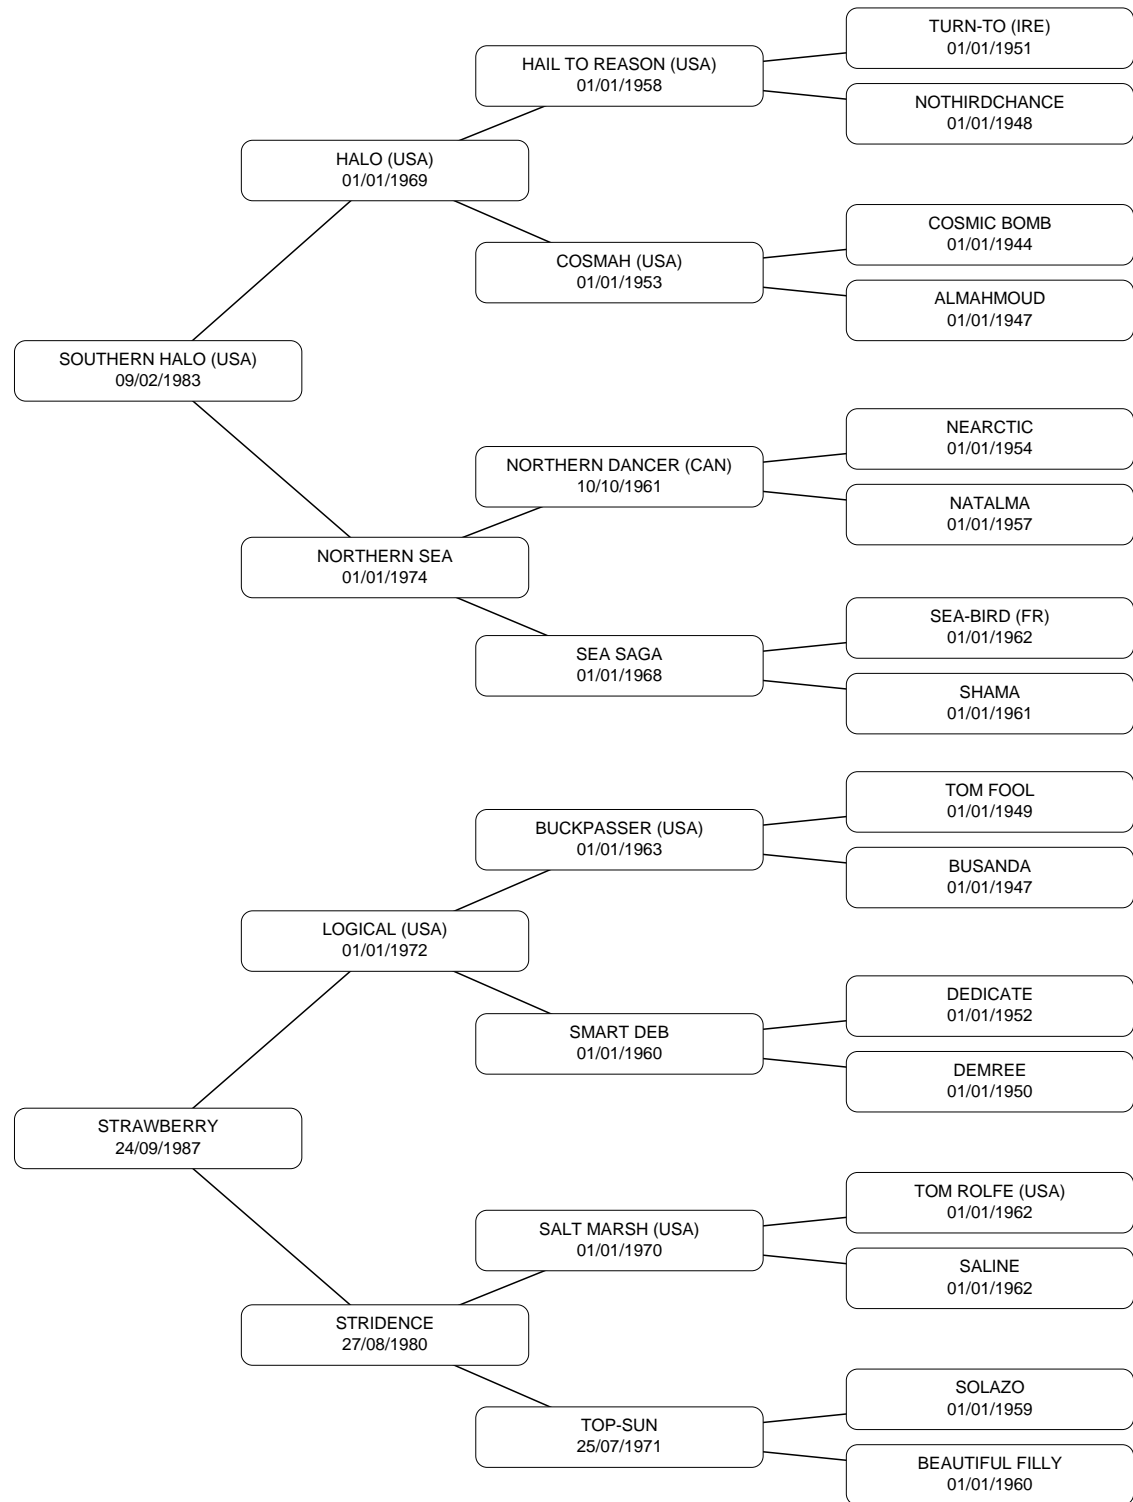 TURN-TO (IRE)
01/01/1951
HAIL TO REASON (USA)
01/01/1958
NOTHIRDCHANCE
01/01/1948
HALO (USA)
01/01/1969
COSMIC BOMB
01/01/1944
COSMAH (USA)
01/01/1953
ALMAHMOUD
01/01/1947
SOUTHERN HALO (USA)
09/02/1983
NEARCTIC
01/01/1954
NORTHERN DANCER (CAN)
10/10/1961
NATALMA
01/01/1957
NORTHERN SEA
01/01/1974
SEA-BIRD (FR)
01/01/1962
SEA SAGA
01/01/1968
SHAMA
01/01/1961
TOM FOOL
01/01/1949
BUCKPASSER (USA)
01/01/1963
BUSANDA
01/01/1947
LOGICAL (USA)
01/01/1972
DEDICATE
01/01/1952
SMART DEB
01/01/1960
DEMREE
01/01/1950
STRAWBERRY
24/09/1987
TOM ROLFE (USA)
01/01/1962
SALT MARSH (USA)
01/01/1970
SALINE
01/01/1962
STRIDENCE
27/08/1980
SOLAZO
01/01/1959
TOP-SUN
25/07/1971
BEAUTIFUL FILLY
01/01/1960